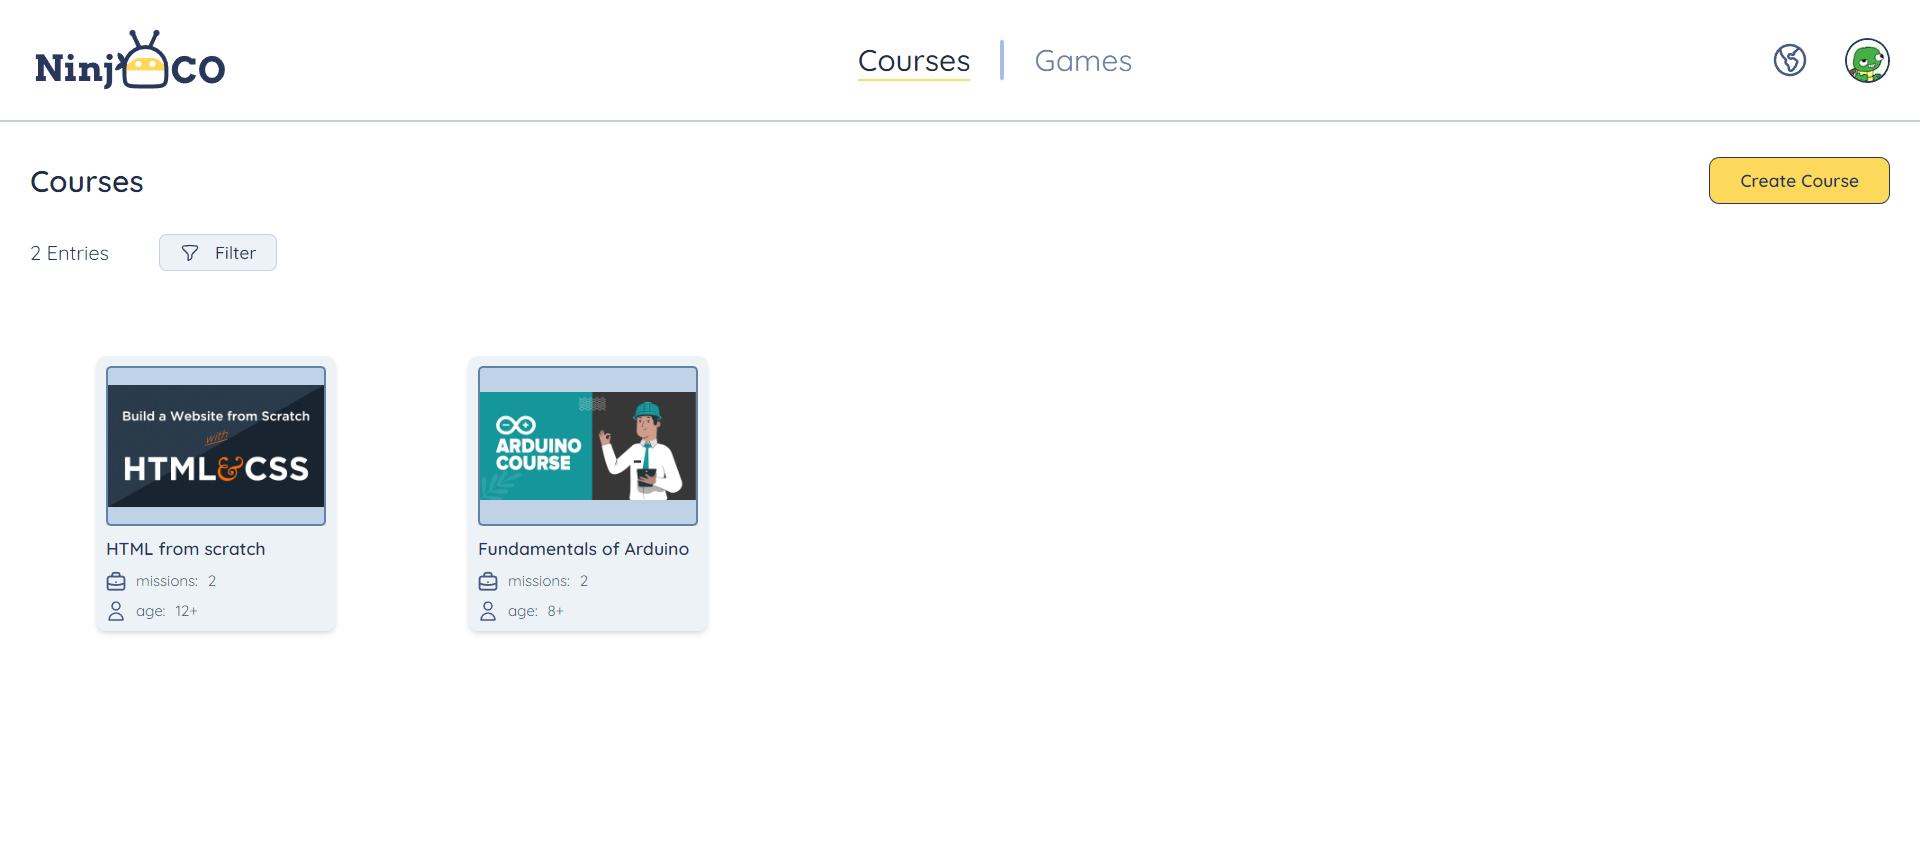 NinjCO
Courses
Games
Courses
Create Course
2 Entries
Filter
Build a Website from Scratch
with
HTML&CSS
HTML from scratch
missions: 2
age: 12+
ARDUINO
COURSE
Fundamentals of Arduino
missions: 2
age: 8+